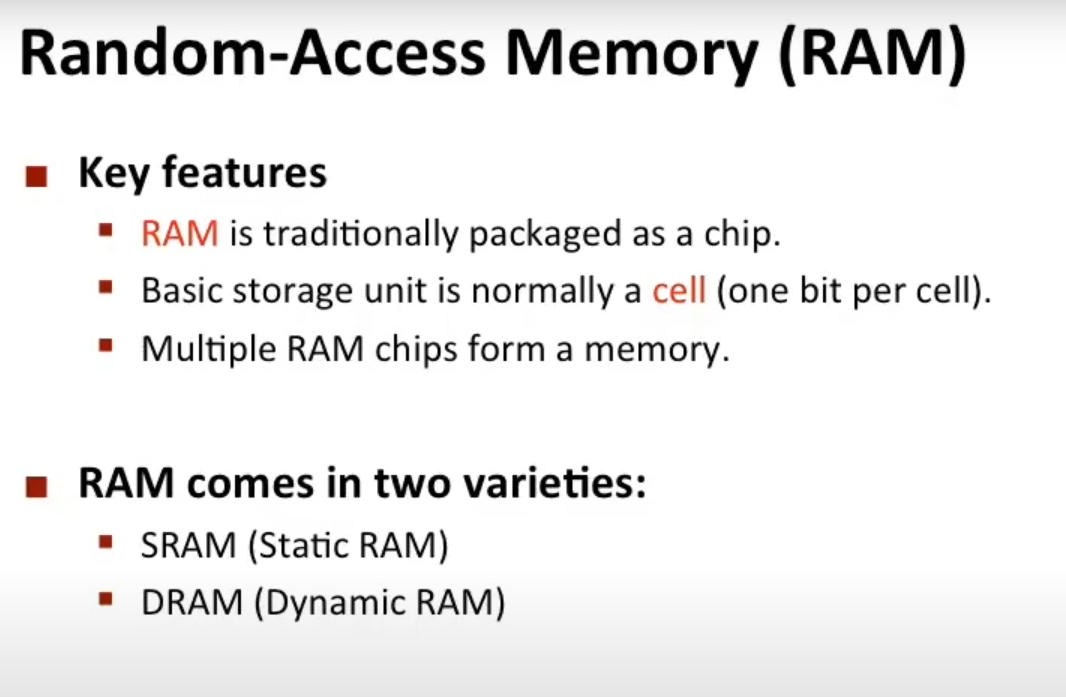 Random-Access Memory (RAM)
Key features
RAM is traditionally packaged as a chip.
Basic storage unit is normally a cell (one bit per cell).
Multiple RAM chips form a memory.
RAM comes in two varieties:
SRAM (Static RAM)
DRAM (Dynamic RAM)